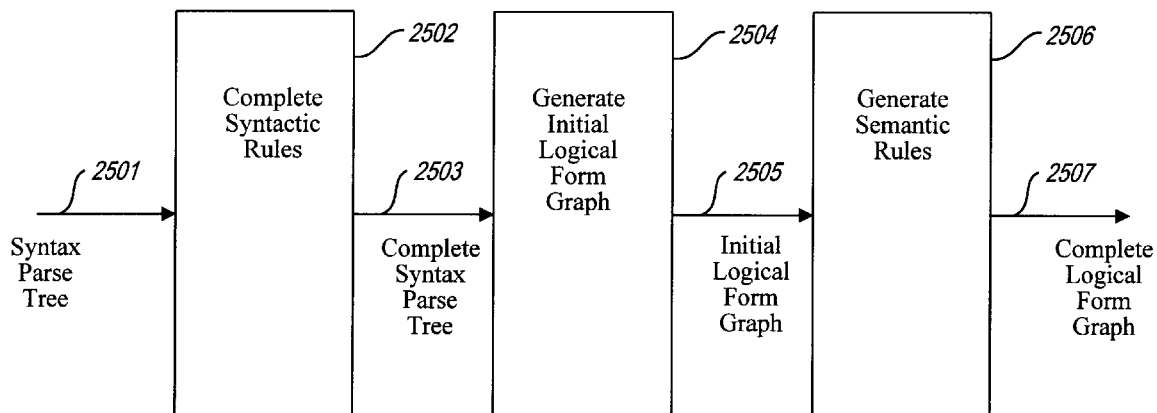 2502
2504
2506
Complete
Syntactic
Rules
Generate
Initial
Logical
Form
Graph
Generate
Semantic
Rules
2501
2503
2505
2507
Syntax
Parse
Tree
Complete
Syntax
Parse
Tree
Initial
Logical
Form
Graph
Complete
Logical
Form
Graph